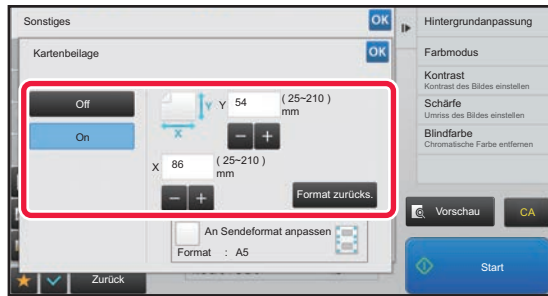 Sonstiges
OK
Kartenbeilage
OK
Off
On
Y
X
Y 54 ( 25~210 )
mm
− +
X 86 ( 25~210 )
mm
− +
Format zurücks.
An Sendeformat anpassen
Format : A5
Zurück
Hintergrundanpassung
Farbmodus
Kontrast
Kontrast des Bildes einstellen
Schärfe
Umriss des Bildes einstellen
Blindfarbe
Chromatische Farbe entfernen
Vorschau
CA
Start